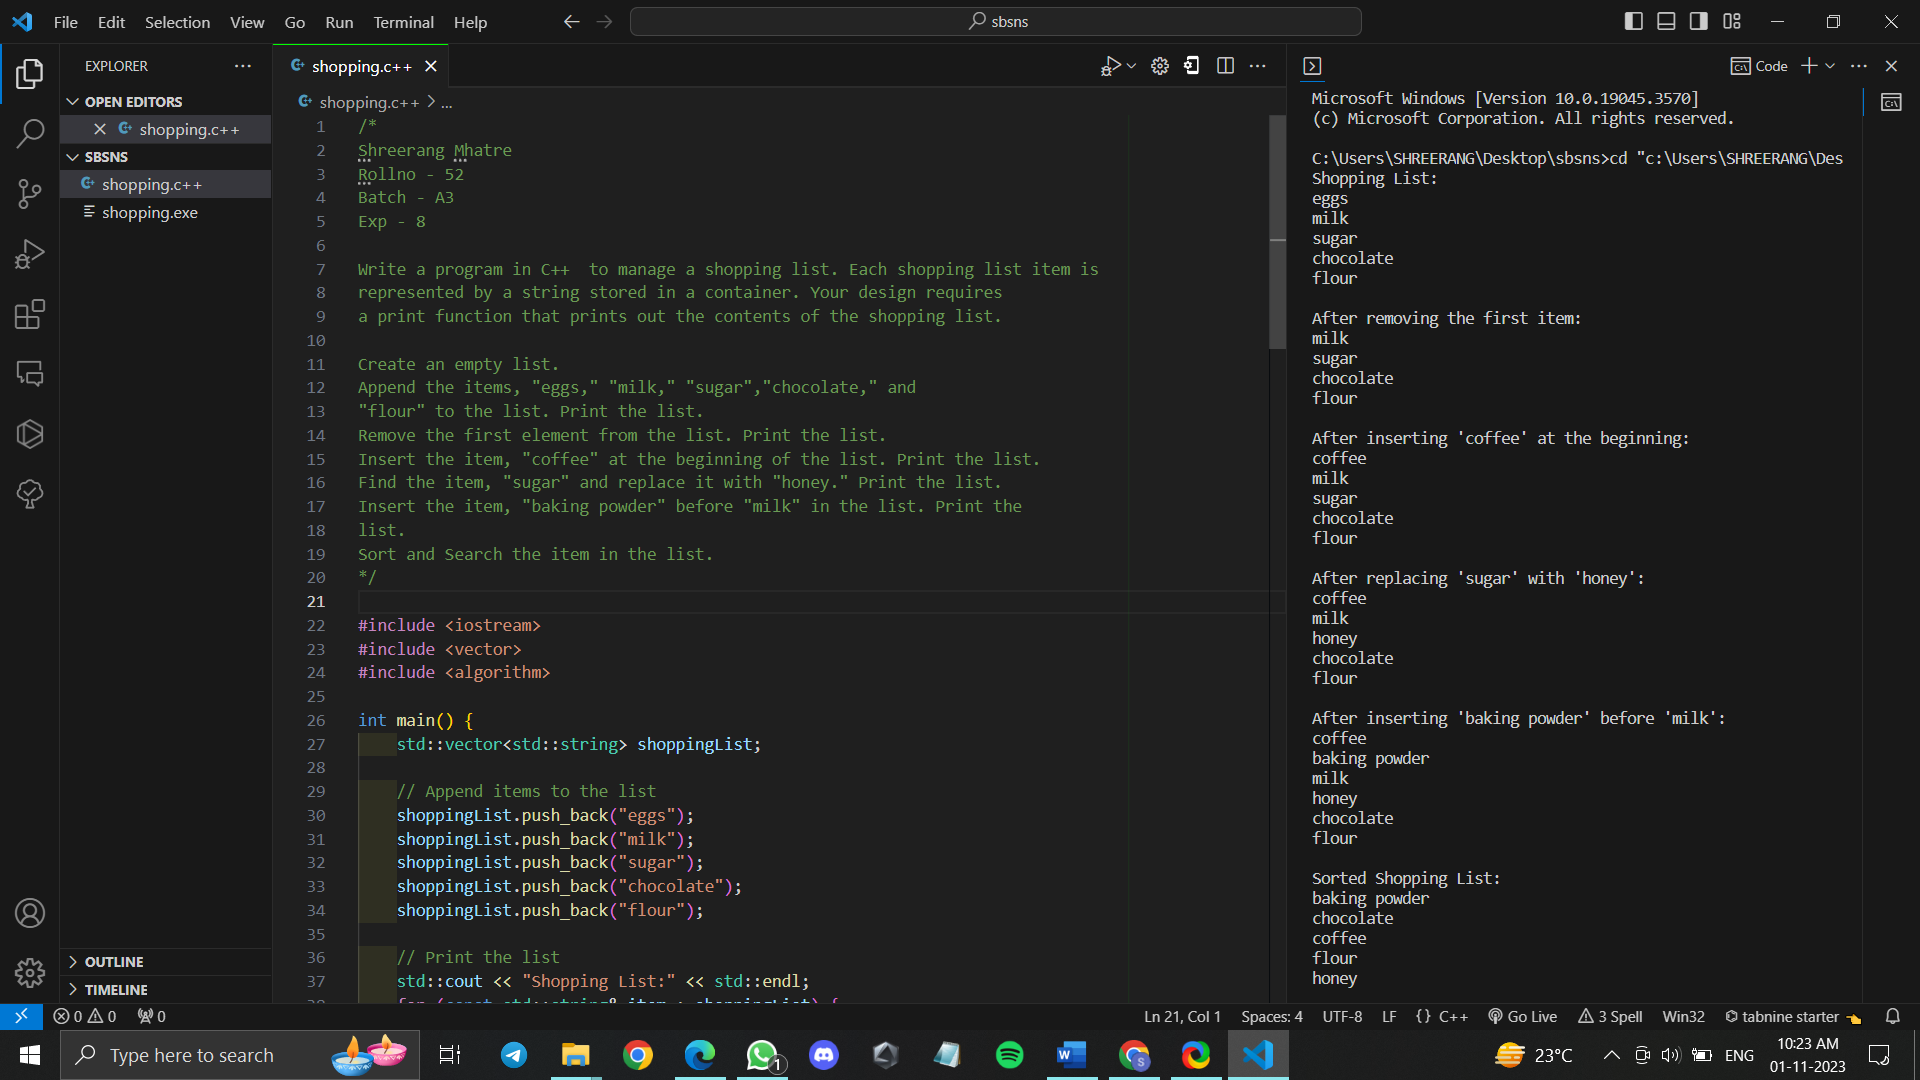 File Edit Selection View Go Run Terminal Help
sbsns
EXPLORER
OPEN EDITORS
shopping.c++
SBSNS
shopping.c++
shopping.exe
OUTLINE
TIMELINE
shopping.c++
shopping.c++ > ...
1 /*
2 Shreerang Mhatre
3 Rollno - 52
4 Batch - A3
5 Exp - 8
6
7 Write a program in C++  to manage a shopping list. Each shopping list item is
8 represented by a string stored in a container. Your design requires
9 a print function that prints out the contents of the shopping list.
10
11 Create an empty list.
12 Append the items, "eggs," "milk," "sugar","chocolate," and
13 "flour" to the list. Print the list.
14 Remove the first element from the list. Print the list.
15 Insert the item, "coffee" at the beginning of the list. Print the list.
16 Find the item, "sugar" and replace it with "honey." Print the list.
17 Insert the item, "baking powder" before "milk" in the list. Print the
18 list.
19 Sort and Search the item in the list.
20 */
21
22 #include <iostream>
23 #include <vector>
24 #include <algorithm>
25
26 int main() {
27     std::vector<std::string> shoppingList;
28
29     // Append items to the list
30     shoppingList.push_back("eggs");
31     shoppingList.push_back("milk");
32     shoppingList.push_back("sugar");
33     shoppingList.push_back("chocolate");
34     shoppingList.push_back("flour");
35
36     // Print the list
37     std::cout << "Shopping List:" << std::endl;
38     for (const std::string& item : shoppingList) {
Code
Microsoft Windows [Version 10.0.19045.3570]
(c) Microsoft Corporation. All rights reserved.
C:\Users\SHREERANG\Desktop\sbsns>cd "c:\Users\SHREERANG\Des
Shopping List:
eggs
milk
sugar
chocolate
flour
After removing the first item:
milk
sugar
chocolate
flour
After inserting 'coffee' at the beginning:
coffee
milk
sugar
chocolate
flour
After replacing 'sugar' with 'honey':
coffee
milk
honey
chocolate
flour
After inserting 'baking powder' before 'milk':
coffee
baking powder
milk
honey
chocolate
flour
Sorted Shopping List:
baking powder
chocolate
coffee
flour
honey
0 0 0
Ln 21, Col 1 Spaces: 4 UTF-8 LF {} C++ Go Live 3 Spell Win32 tabnine starter
Type here to search
1
23°C
ENG
10:23 AM
01-11-2023